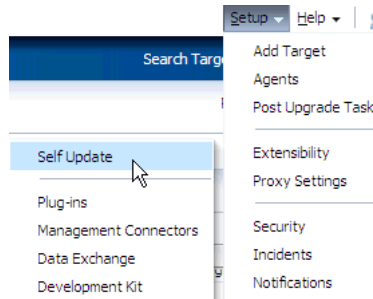 Setup Help
Search Targe
Add Target
Agents
Post Upgrade Task
Extensibility
Proxy Settings
Security
Incidents
Notifications
Self Update
Plug-ins
Management Connectors
Data Exchange
Development Kit